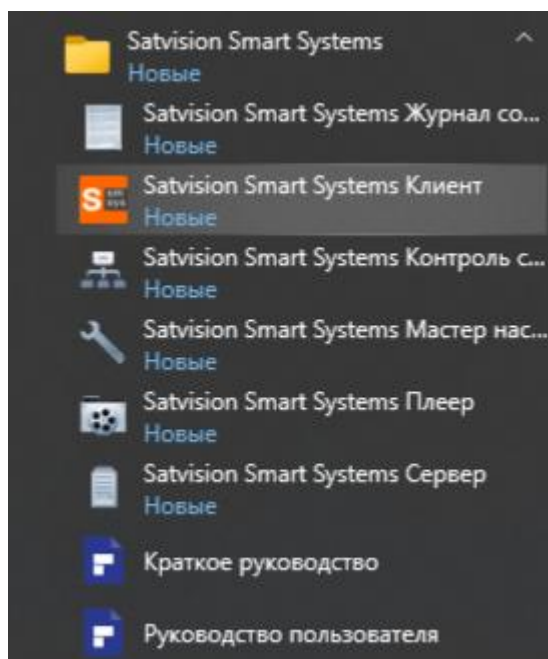 Satvision Smart Systems
Новые
Satvision Smart Systems Журнал со...
Новые
Satvision Smart Systems Клиент
Новые
Satvision Smart Systems Контроль с...
Новые
Satvision Smart Systems Мастер нас...
Новые
Satvision Smart Systems Плеер
Новые
Satvision Smart Systems Сервер
Новые
Краткое руководство
Руководство пользователя